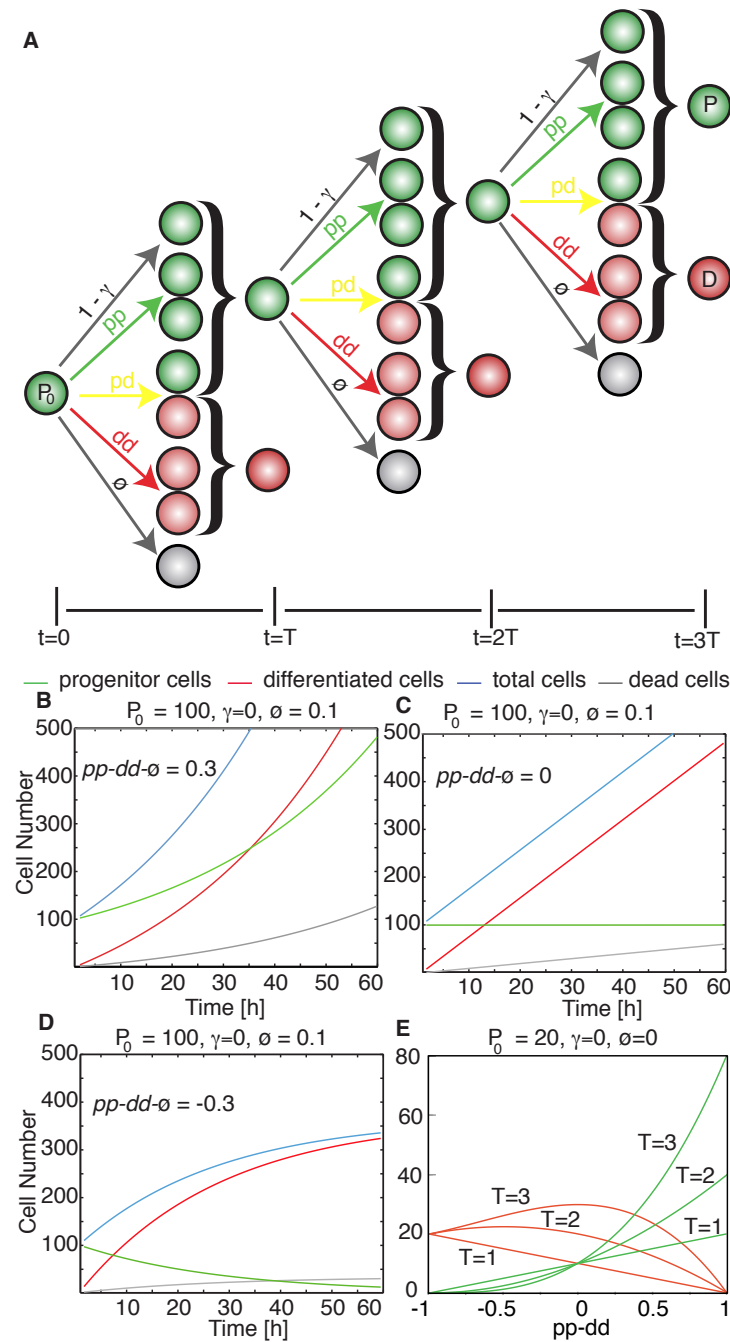 A
1 - γ
pp
pd
dd
ø
P0
1 - γ
pp
pd
dd
ø
1 - γ
pp
pd
dd
ø
P
D
t=0
t=T
t=2T
t=3T
progenitor cells differentiated cells total cells dead cells
B
P0 = 100, γ=0, ø = 0.1
pp-dd-ø = 0.3
Cell Number
500
400
300
200
100
10 20 30 40 50 60
Time [h]
C
P0 = 100, γ=0, ø = 0.1
pp-dd-ø = 0
500
400
300
200
100
10 20 30 40 50 60
Time [h]
D
P0 = 100, γ=0, ø = 0.1
pp-dd-ø = -0.3
Cell Number
500
400
300
200
100
10 20 30 40 50 60
Time [h]
E
P0 = 20, γ=0, ø=0
80
60
40
20
0
T=3
T=2
T=1
T=3
T=2
T=1
-1 -0.5 0 0.5 1
pp-dd